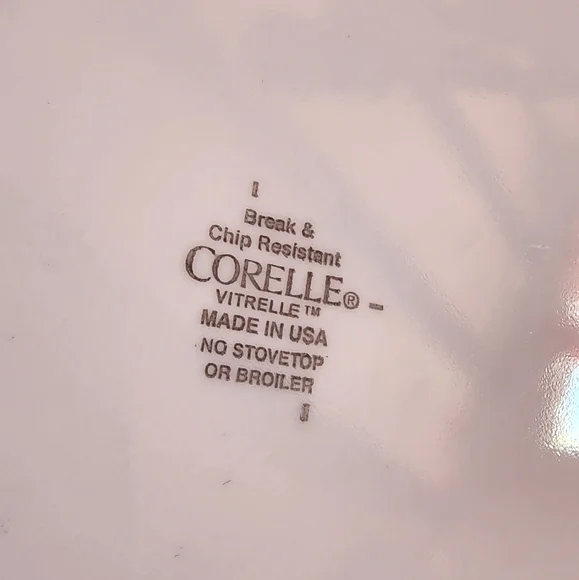 Break &
Chip Resistant
CORELLE® -
VITRELLE™
MADE IN USA
NO STOVETOP
OR BROILER